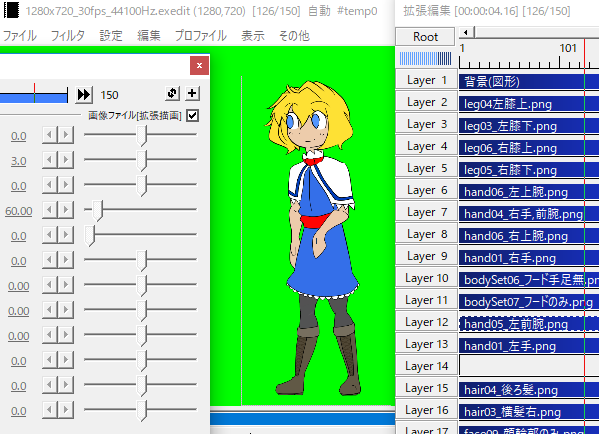 1280x720_30fps_44100Hz.exedit (1280,720) [126/150] 自動 #temp0
ファイル フィルタ 設定 編集 プロファイル 表示 その他
150
画像ファイル[拡張描画]
0.0
3.0
0.0
60.00
0.0
0.0
0.00
0.00
0.00
0.0
0.0
0.0
拡張編集 [00:00:04.16] [126/150]
Root
1 101
Layer 1 背景(図形)
Layer 2 leg04左膝上.png
Layer 3 leg03_左膝下.png
Layer 4 leg06_右膝上.png
Layer 5 leg05_右膝下.png
Layer 6 hand06_左上腕.png
Layer 7 hand04_右手,前腕.png
Layer 8 hand06_右上腕.png
Layer 9 hand01_右手.png
Layer 10 bodySet06_フード手足無.pn
Layer 11 bodySet07_フードのみ.png
Layer 12 hand05_左前腕.png
Layer 13 hand01_左手.png
Layer 14
Layer 15 hair04_後ろ髪.png
Layer 16 hair03_横髪右.png
Layer 17 face09_顔輪郭のみ.png